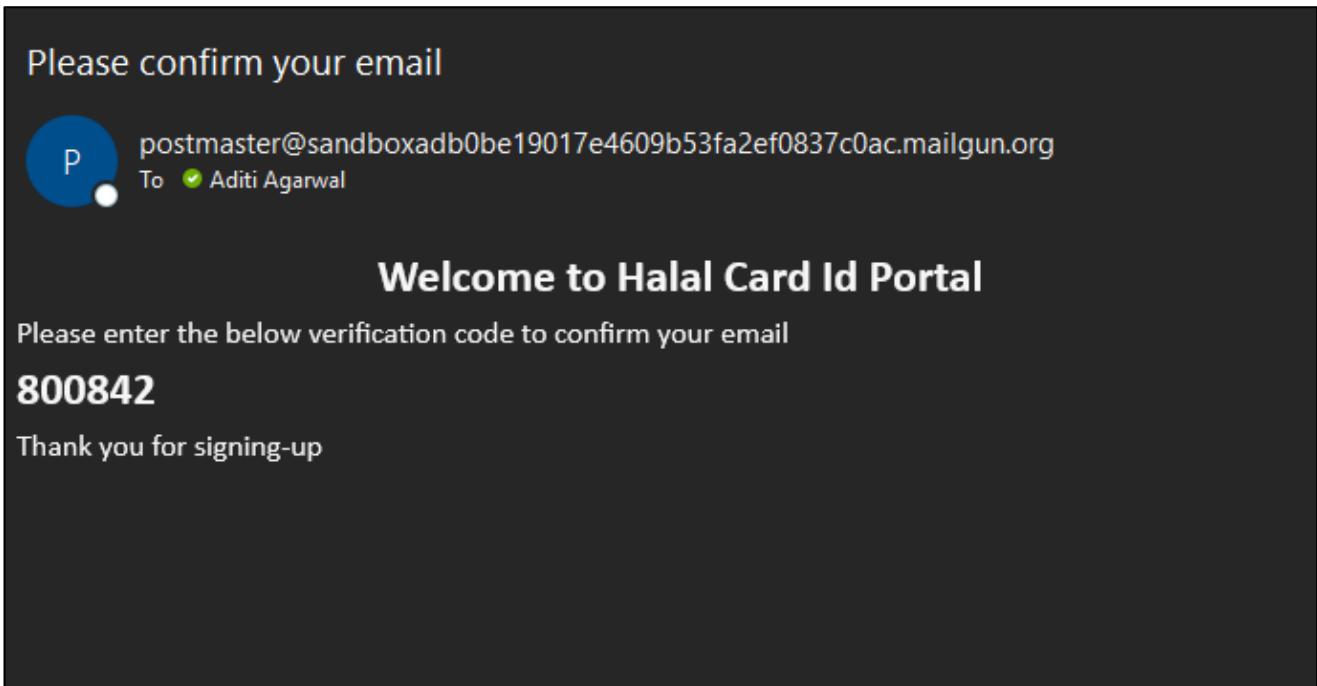 Please confirm your email
P
postmaster@sandboxadb0be19017e4609b53fa2ef0837c0ac.mailgun.org
To Aditi Agarwal
Welcome to Halal Card Id Portal
Please enter the below verification code to confirm your email
800842
Thank you for signing-up